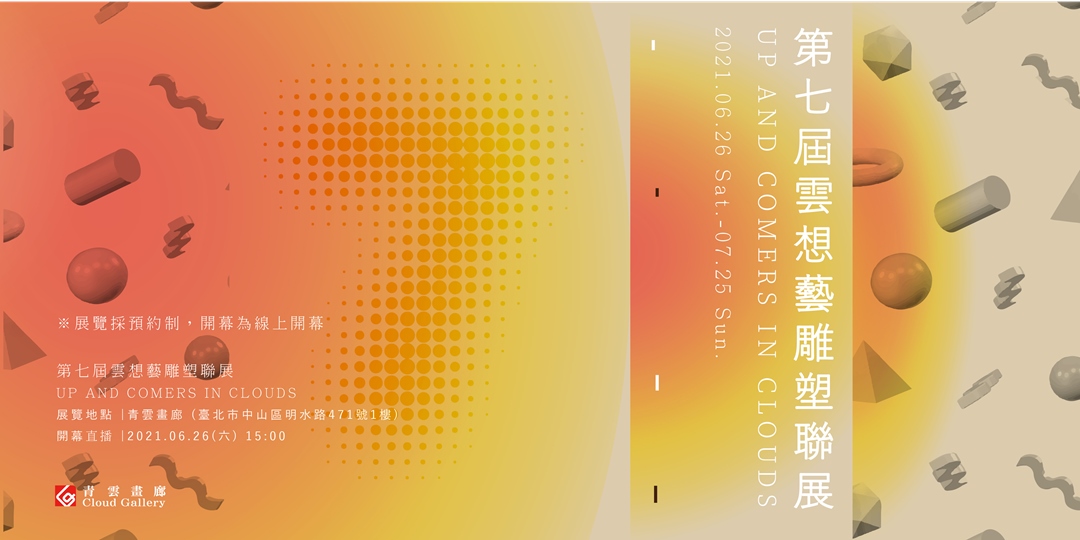 第七屆雲想藝雕塑聯展
UP AND COMERS IN CLOUDS
2021.06.26 Sat.-07.25 Sun.
※展覽採預約制，開幕為線上開幕
第七屆雲想藝雕塑聯展
UP AND COMERS IN CLOUDS
展覽地點 |青雲畫廊 (臺北市中山區明水路471號1樓)
開幕直播 |2021.06.26(六) 15:00
青雲畫廊
Cloud Gallery